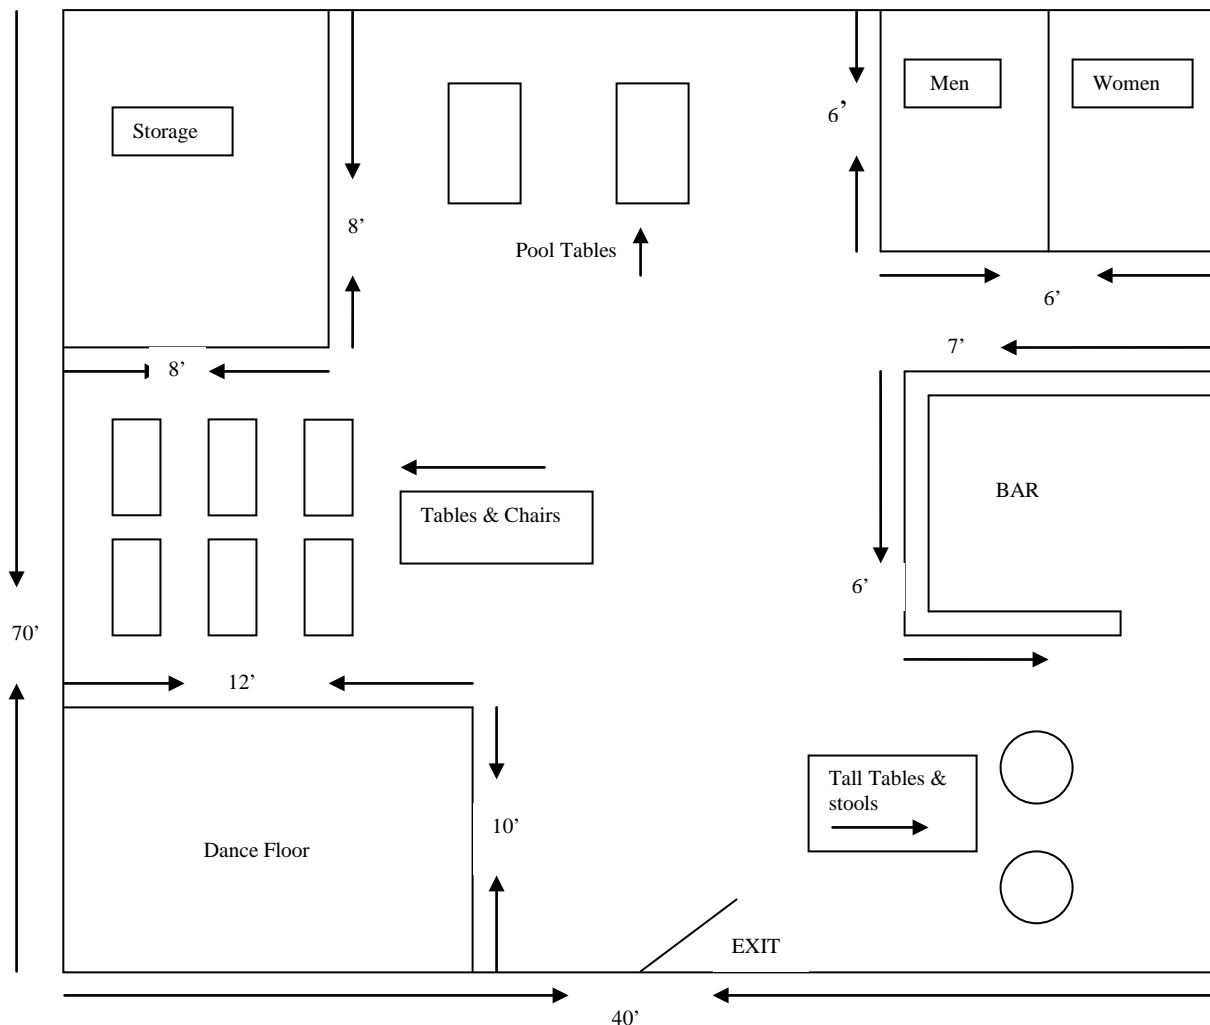 Men
Women
6’
Storage
8’
Pool Tables
6’
7’
8’
BAR
Tables & Chairs
6’
70’
12’
Tall Tables &
stools
10’
Dance Floor
EXIT
40’